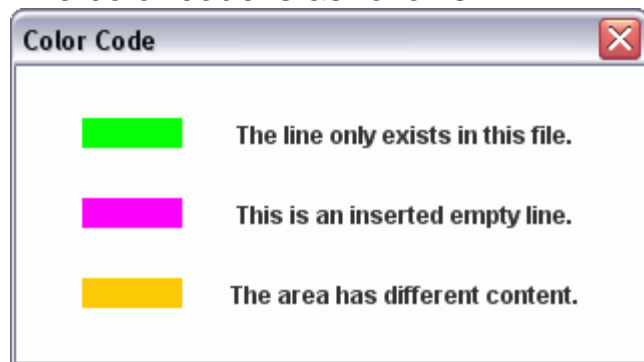 Color Code
The line only exists in this file.
This is an inserted empty line.
The area has different content.